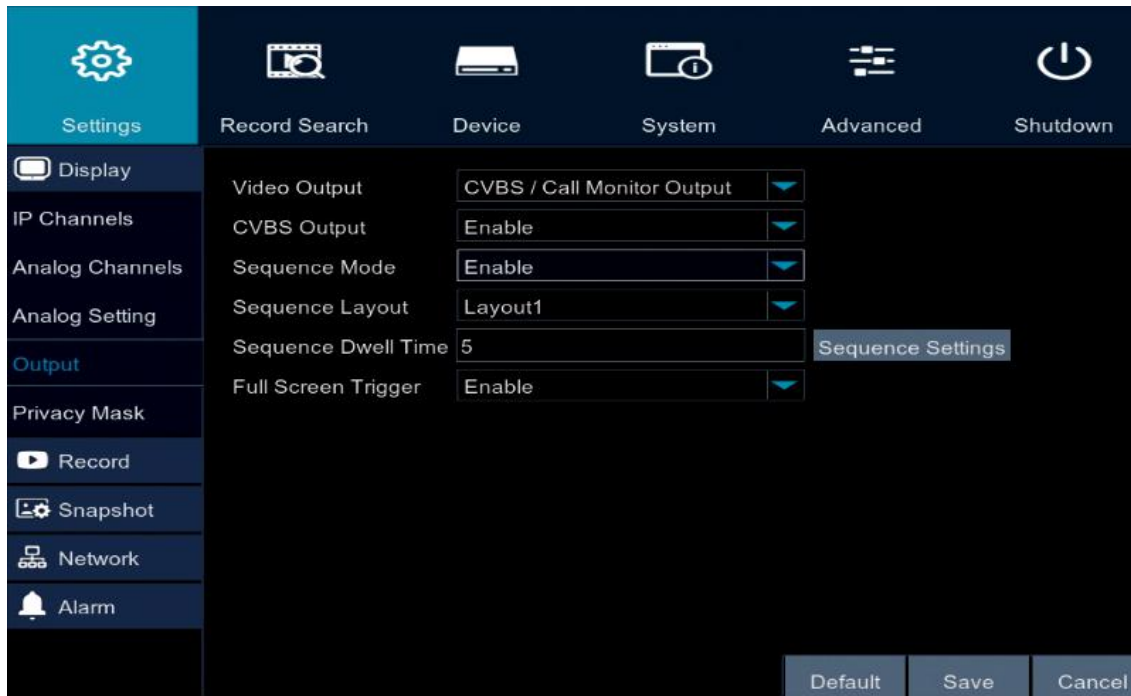 Settings Record Search Device System Advanced Shutdown
Display
IP Channels
Analog Channels
Analog Setting
Output
Privacy Mask
Record
Snapshot
Network
Alarm
Video Output CVBS / Call Monitor Output
CVBS Output Enable
Sequence Mode Enable
Sequence Layout Layout1
Sequence Dwell Time 5 Sequence Settings
Full Screen Trigger Enable
Default Save Cancel